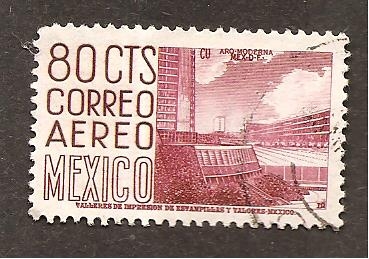 80 CTS
CORREO
AEREO
MEXICO
CU ARQ-MODERNA
MEX-D-F.
TALLERES DE IMPRESION DE ESTAMPILLAS Y VALORES-MEXICO.